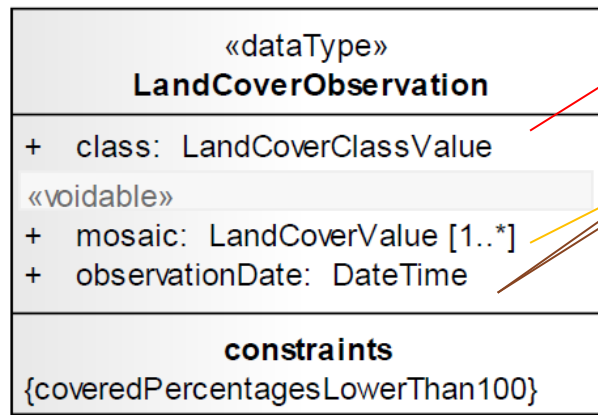 «dataType»
LandCoverObservation
+ class: LandCoverClassValue
«voidable»
+ mosaic: LandCoverValue [1..*]
+ observationDate: DateTime
constraints
{coveredPercentagesLowerThan100}